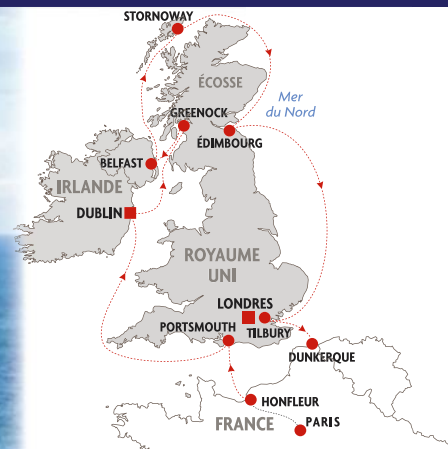 STORNOWAY
ÉCOSSE
Mer
du Nord
GREENOCK
ÉDIMBOURG
BELFAST
IRLANDE
DUBLIN
ROYAUME
UNI
LONDRES
PORTSMOUTH
TILBURY
DUNKERQUE
HONFLEUR
FRANCE
PARIS